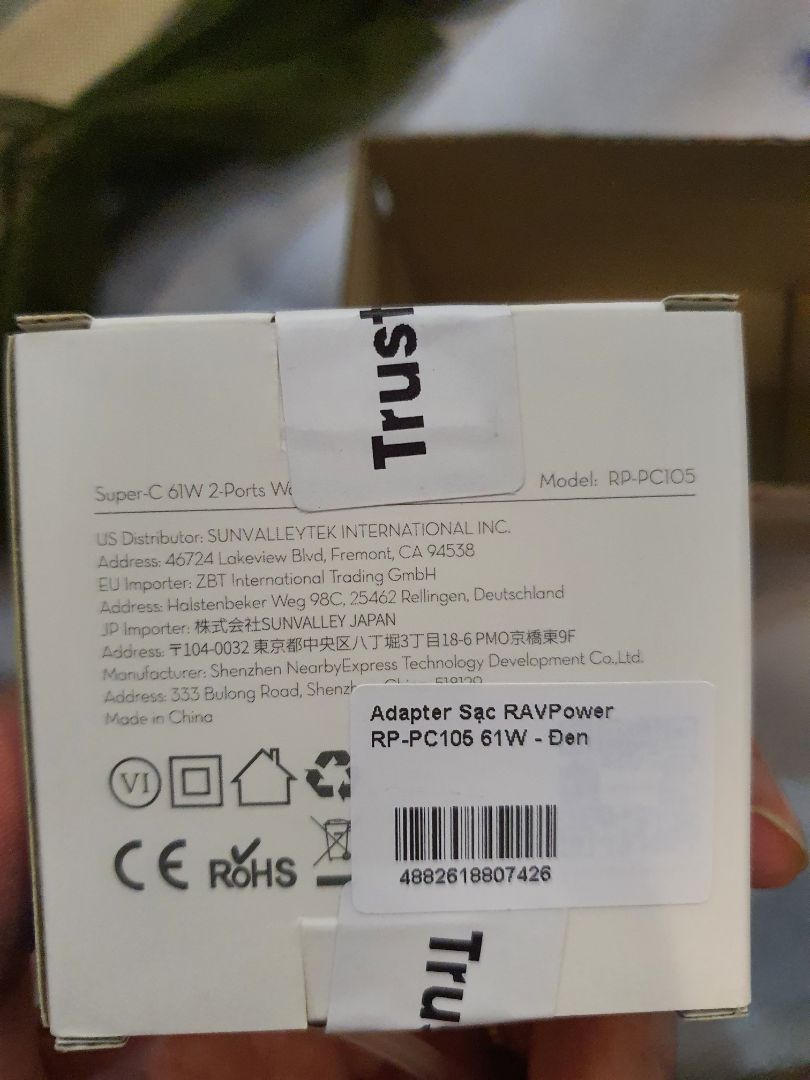 Trust
Super-C 61W 2-Ports
Model: RP-PC105
US Distributor: SUNVALLEYTEK INTERNATIONAL INC.
Address: 46724 Lakeview Blvd, Fremont, CA 94538
EU Importer: ZBT International Trading GmbH
Address: Halstenbeker Weg 98C, 25462 Rellingen, Deutschland
JP Importer: 株式会社SUNVALLEY JAPAN
Address: 〒104-0032 東京都中央区八丁堀3丁目18-6 PMO京橋東9F
Manufacturer: Shenzhen NearbyExpress Technology Development Co.,Ltd.
Address: 333 Bulong Road, China 518129
Made in China
Adapter Sạc RAVPower
RP-PC105 61W - Đen
4882618807426
VI
CE
RoHS
Tru